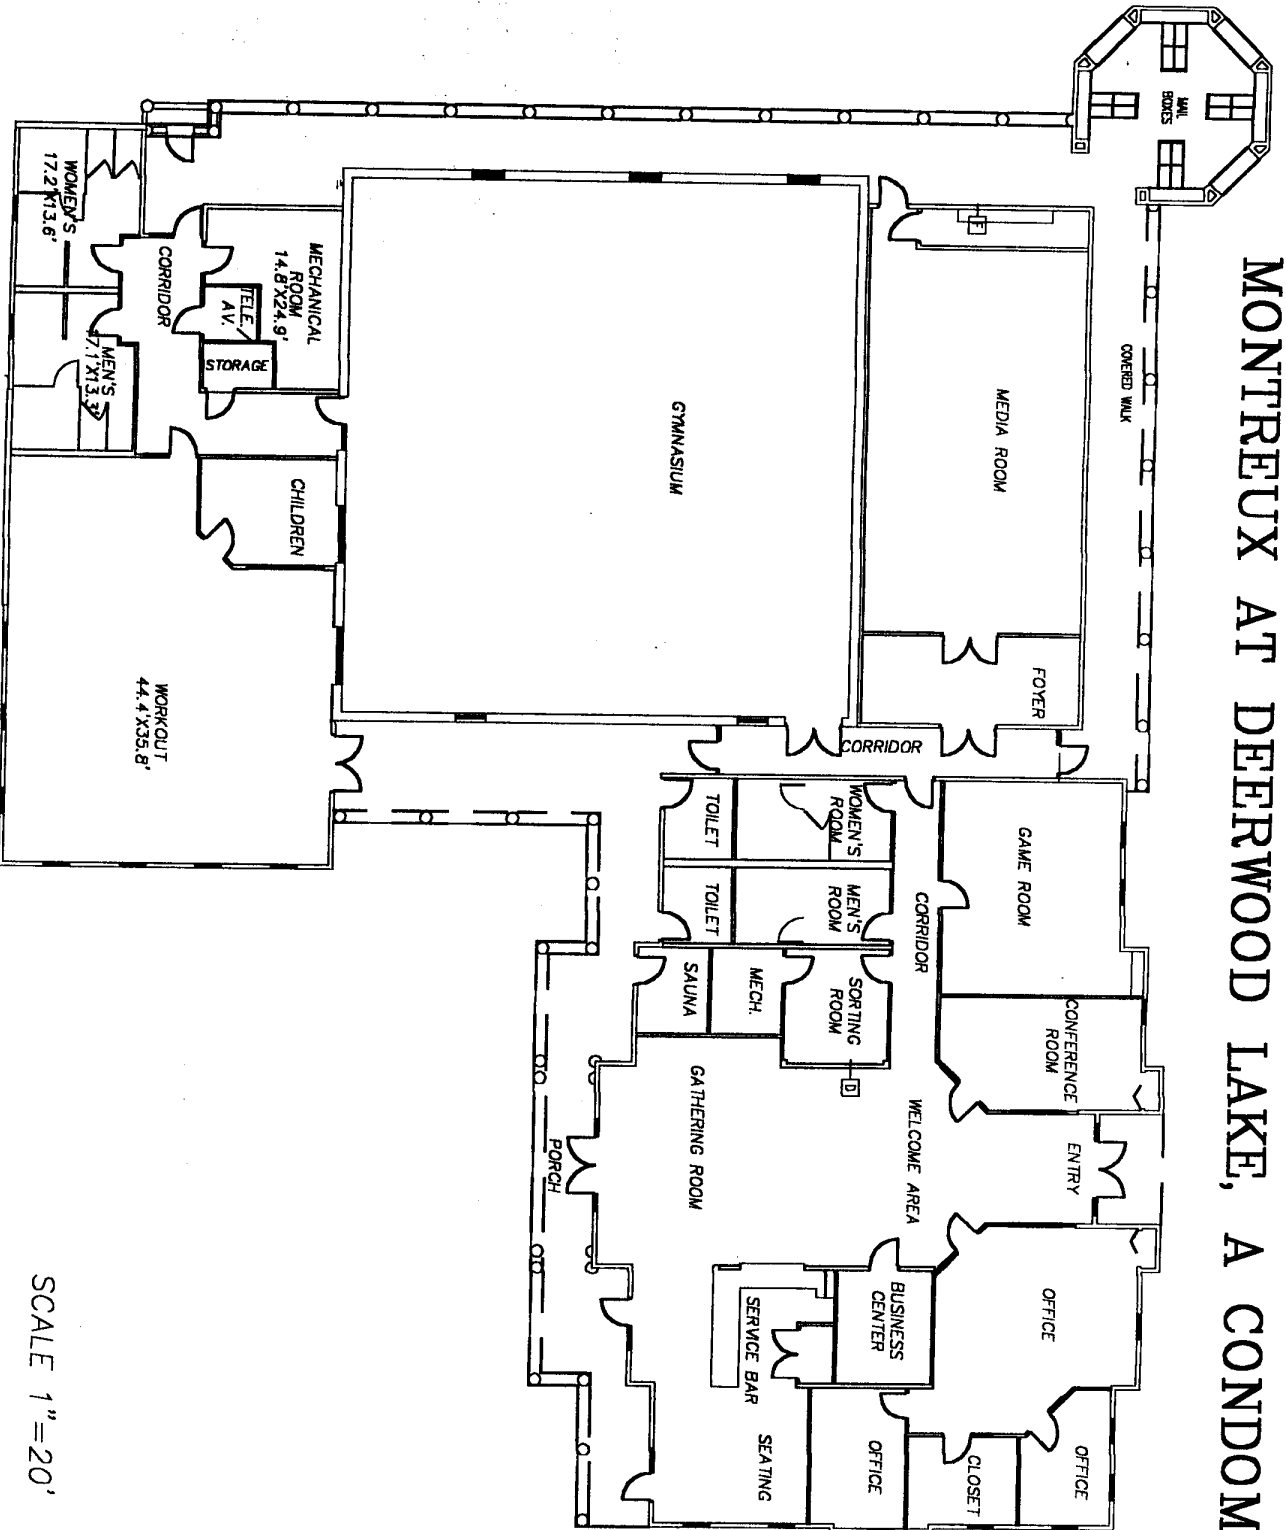 MONTREUX AT DEERWOOD LAKE, A CONDOM
MAIL
BOXES
COVERED WALK
F
MEDIA ROOM
FOYER
GYMNASIUM
CORRIDOR
MECHANICAL
ROOM
14.8'X24.9'
TELE.
AV.
STORAGE
CORRIDOR
WOMEN'S
17.2'X13.6'
MEN'S
17.1'X13.3'
CHILDREN
WORKOUT
44.4'X35.8'
GAME ROOM
CORRIDOR
WOMEN'S
ROOM
TOILET
MEN'S
ROOM
TOILET
CONFERENCE
ROOM
SORTING
ROOM
MECH.
SAUNA
D
ENTRY
WELCOME AREA
GATHERING ROOM
PORCH
OFFICE
BUSINESS
CENTER
SERVICE BAR
OFFICE
CLOSET
OFFICE
SEATING
SCALE 1"=20'